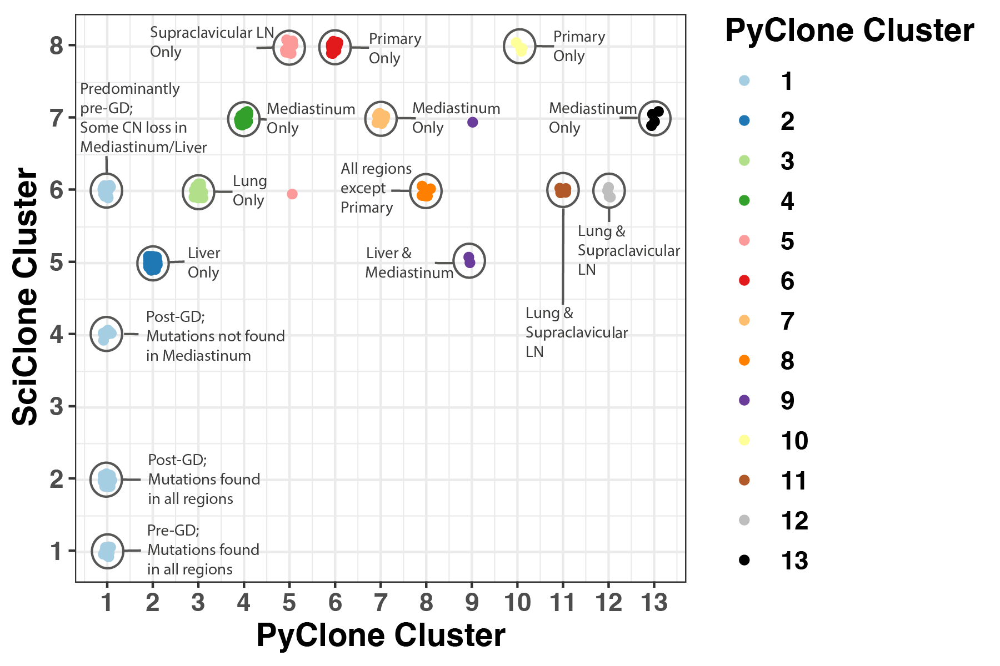 Supraclavicular LN
Only
Primary
Only
Primary
Only
Predominantly
pre-GD;
Some CN loss in
Mediastinum/Liver
Mediastinum
Only
Mediastinum
Only
Mediastinum
Only
Lung
Only
All regions
except
Primary
Lung &
Supraclavicular
LN
Liver
Only
Liver &
Mediastinum
Lung &
Supraclavicular
LN
Post-GD;
Mutations not found
in Mediastinum
Post-GD;
Mutations found
in all regions
Pre-GD;
Mutations found
in all regions
SciClone Cluster
8
7
6
5
4
3
2
1
1 2 3 4 5 6 7 8 9 10 11 12 13
PyClone Cluster
PyClone Cluster
1
2
3
4
5
6
7
8
9
10
11
12
13